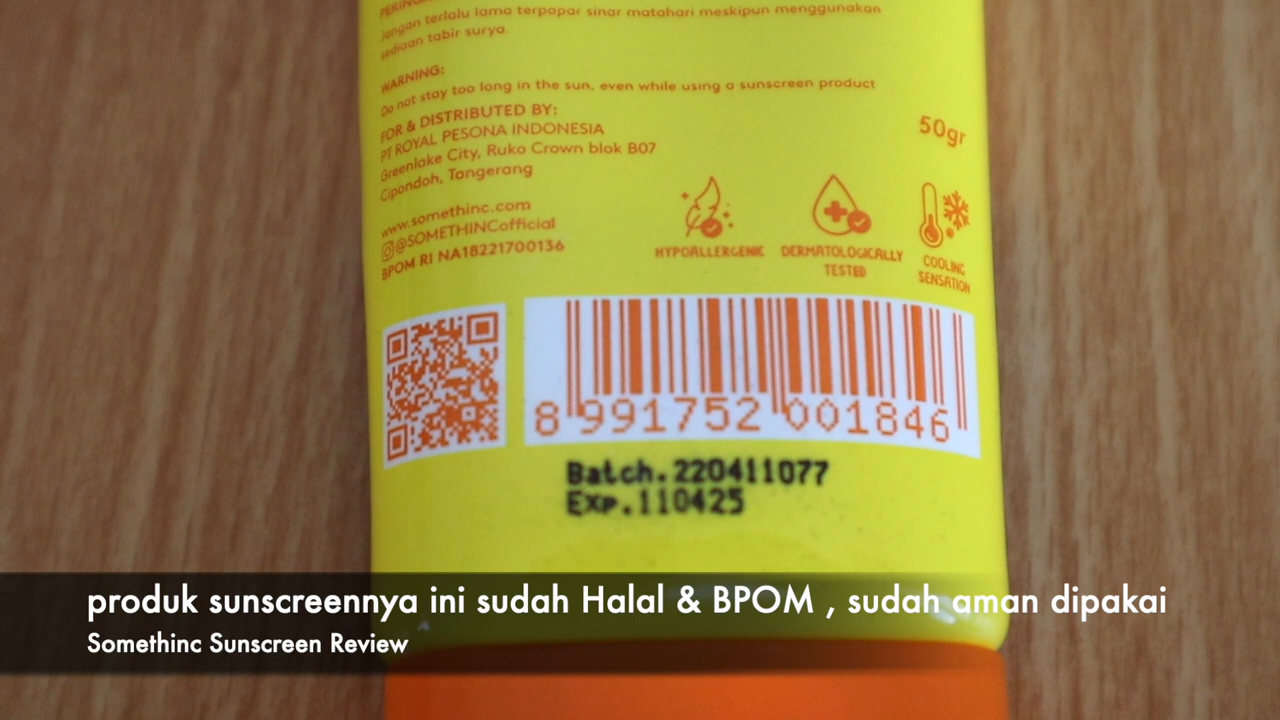 jangan terlalu lama terpapar sinar matahari meskipun menggunakan
sediaan tabir surya.
WARNING:
Do not stay too long in the sun, even while using a sunscreen product
FOR & DISTRIBUTED BY:
PT ROYAL PESONA INDONESIA
Greenlake City, Ruko Crown blok B07
Cipondoh, Tangerang
50gr
www.somethinc.com
@SOMETHINCofficial
BPOM RI NA18221700136
HYPOALLERGENIC
DERMATOLOGICALLY
TESTED
COOLING
SENSATION
8 991752 001846
Batch.220411077
Exp.110425
produk sunscreennya ini sudah Halal & BPOM , sudah aman dipakai
Somethinc Sunscreen Review